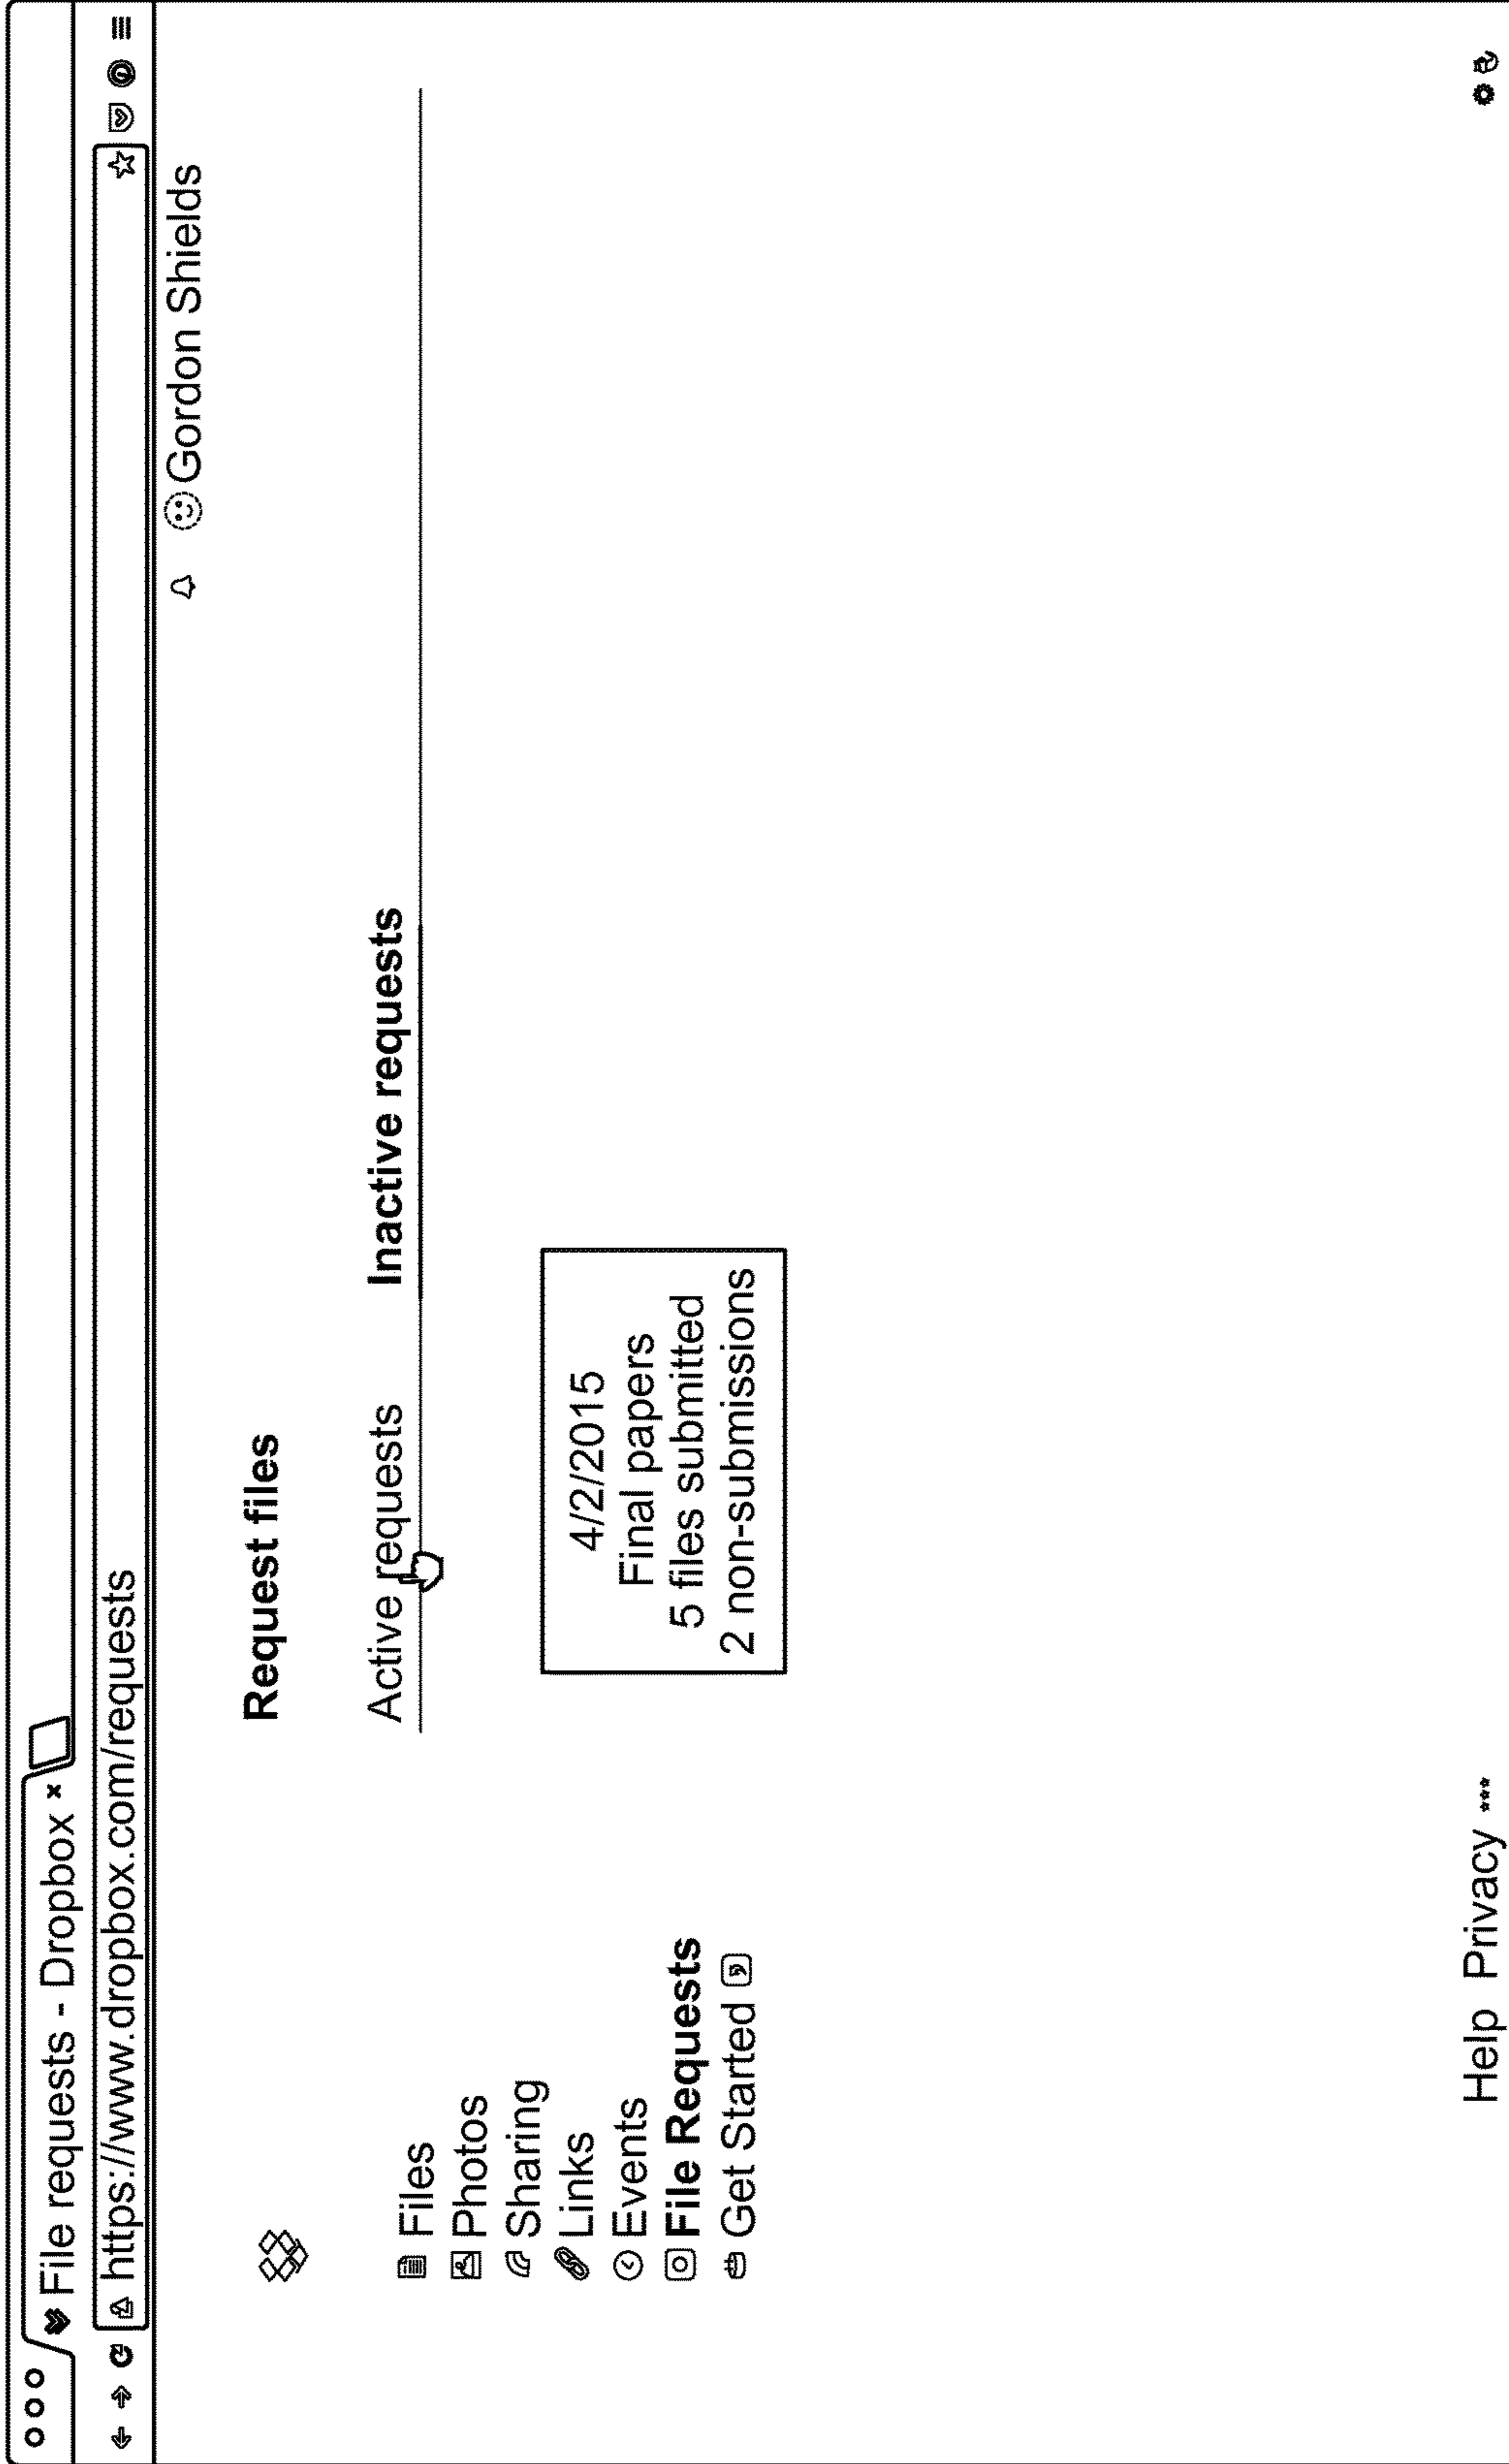 File requests - Dropbox
https://www.dropbox.com/requests
Gordon Shields
Request files
Active requests
Inactive requests
Files
Photos
Sharing
Links
Events
File Requests
Get Started
4/2/2015
Final papers
5 files submitted
2 non-submissions
Help Privacy